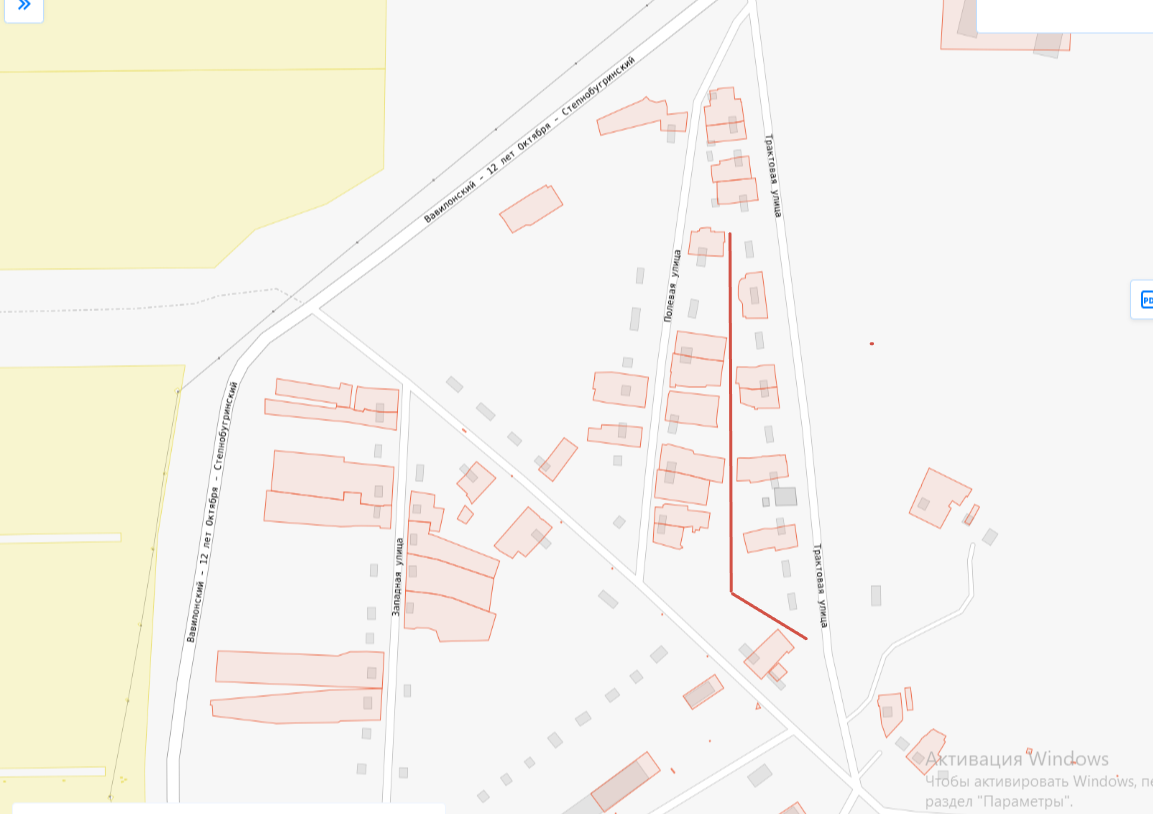 Вавилонский - 12 лет Октября - Степнобугринский
Трактовая улица
Полевая улица
Вавилонский - 12 лет Октября - Степнобугринский
Западная улица
Трактовая улица
Активация Windows
Чтобы активировать Windows, пе
раздел "Параметры".